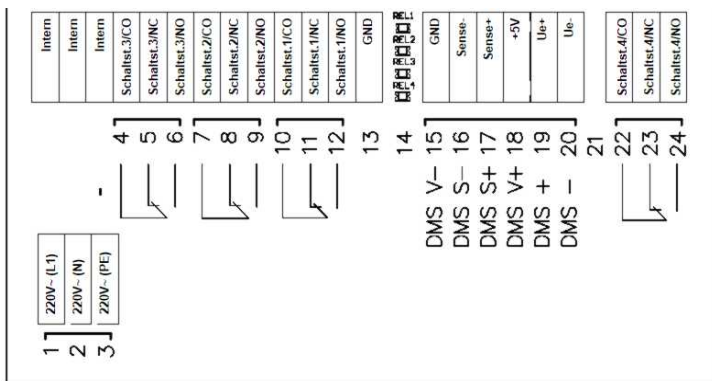 Intern
Intern
Intern
Schaltst.3/CO
Schaltst.3/NC
Schaltst.3/NO
Schaltst.2/CO
Schaltst.2/NC
Schaltst.2/NO
Schaltst.1/CO
Schaltst.1/NC
Schaltst.1/NO
GND
REL1
REL2
REL3
REL4
GND
Sense-
Sense+
+5V
Ue+
Ue-
Schaltst.4/CO
Schaltst.4/NC
Schaltst.4/NO
-
4
5
6
7
8
9
10
11
12
13
14
DMS V- 15
DMS S- 16
DMS S+ 17
DMS V+ 18
DMS + 19
DMS - 20
21
22
23
24
1 220V~ (L1)
2 220V~ (N)
3 220V~ (PE)